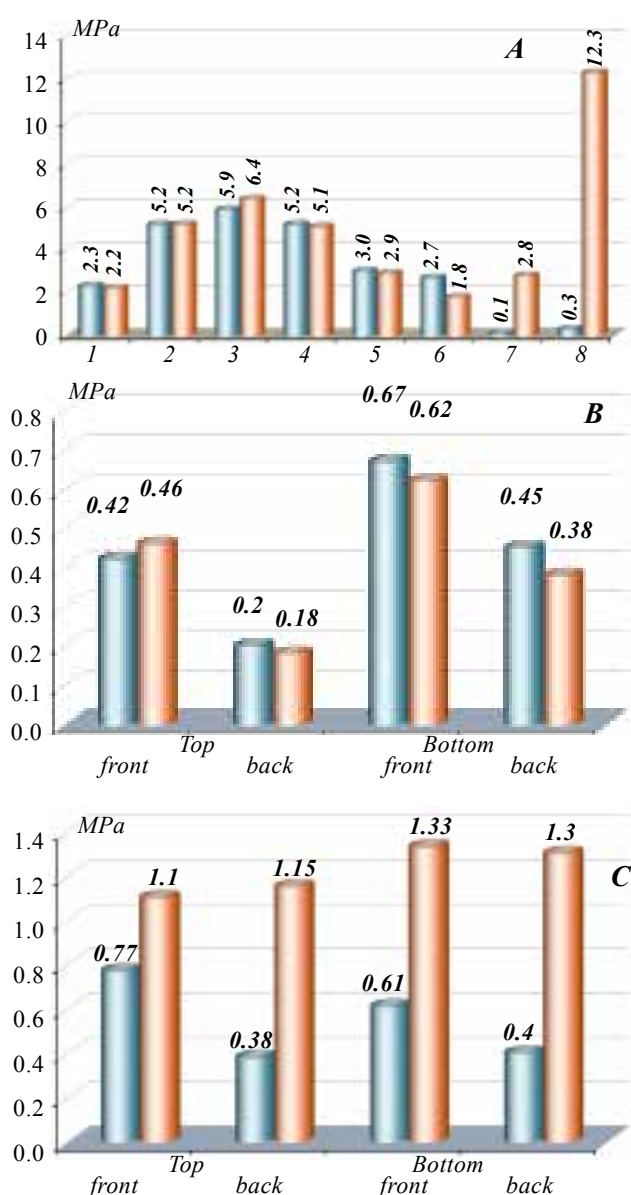 MPa
A
14
12
10
8
6
4
2
0
2.3 2.2 5.2 5.2 5.9 6.4 5.2 5.1 3.0 2.9 2.7 1.8 0.1 2.8 0.3 12.3
1 2 3 4 5 6 7 8
MPa
B
0.8
0.7
0.6
0.5
0.4
0.3
0.2
0.1
0.0
0.42 0.46 0.2 0.18 0.67 0.62 0.45 0.38
Top Bottom
front back front back
MPa
C
1.4
1.2
1.0
0.8
0.6
0.4
0.2
0.0
0.77 1.1 0.38 1.15 0.61 1.33 0.4 1.3
Top Bottom
front back front back